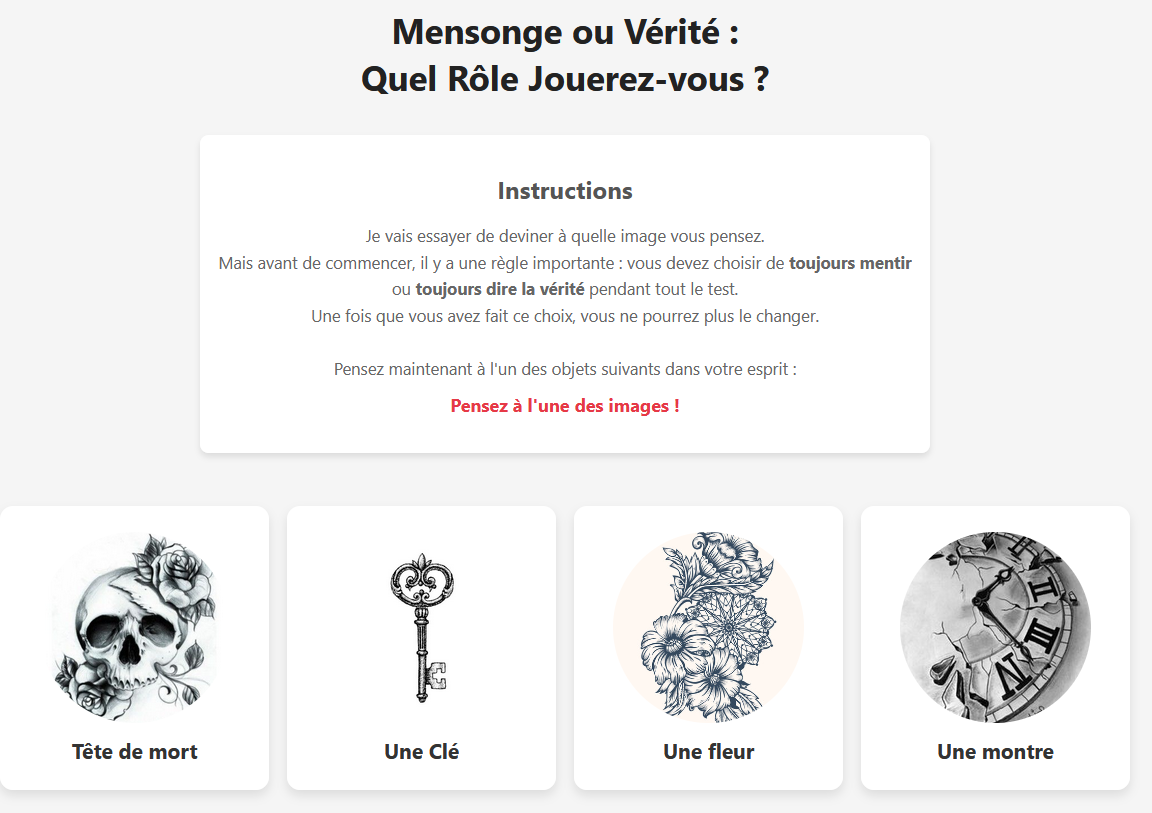 Mensonge ou Vérité :
Quel Rôle Jouerez-vous ?
Instructions
Je vais essayer de deviner à quelle image vous pensez.
Mais avant de commencer, il y a une règle importante : vous devez choisir de toujours mentir
ou toujours dire la vérité pendant tout le test.
Une fois que vous avez fait ce choix, vous ne pourrez plus le changer.
Pensez maintenant à l'un des objets suivants dans votre esprit :
Pensez à l'une des images !
Tête de mort
Une Clé
Une fleur
Une montre